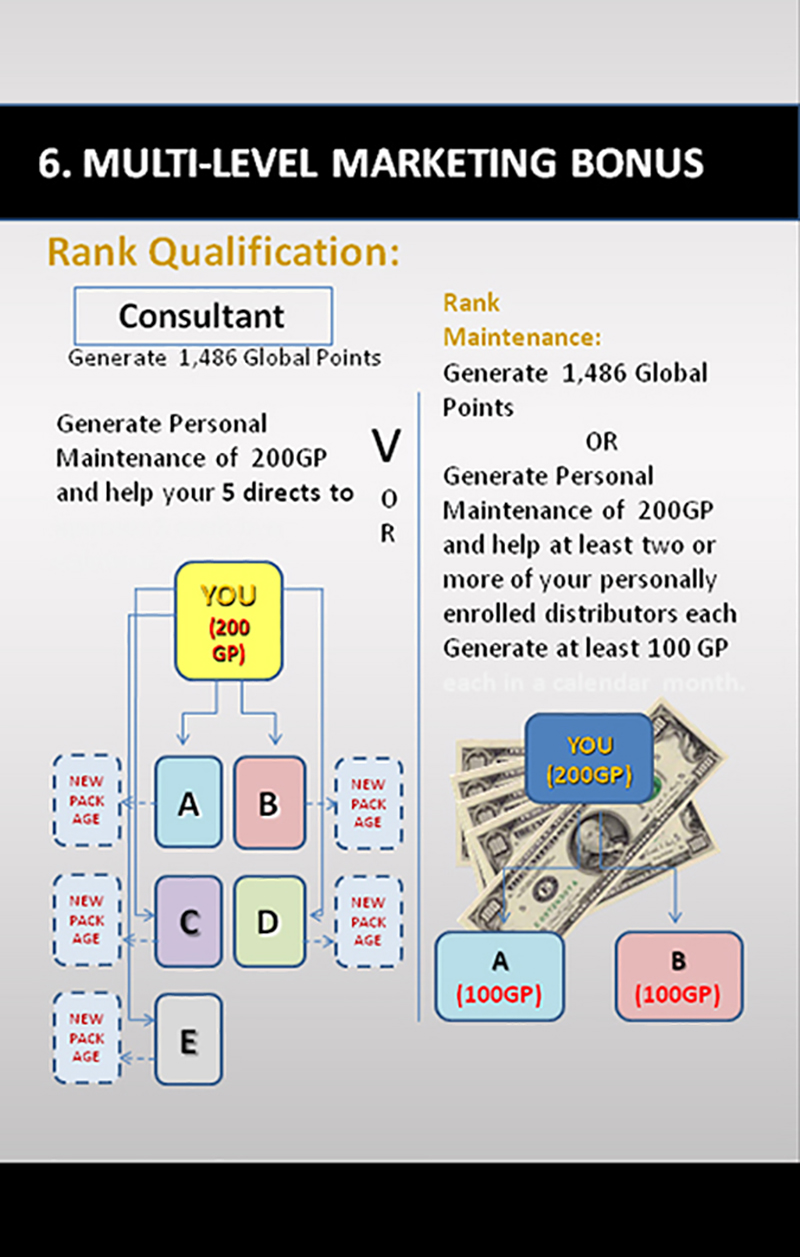 6. MULTI-LEVEL MARKETING BONUS
Rank Qualification:
Consultant
Generate 1,486 Global Points
Generate Personal
Maintenance of 200GP
and help your 5 directs to
V
O
R
YOU
(200
GP)
NEW
PACK
AGE
A
B
NEW
PACK
AGE
NEW
PACK
AGE
C
D
NEW
PACK
AGE
NEW
PACK
AGE
E
Rank
Maintenance:
Generate 1,486 Global
Points
OR
Generate Personal
Maintenance of 200GP
and help at least two or
more of your personally
enrolled distributors each
Generate at least 100 GP
each in a calendar month.
YOU
(200GP)
A
(100GP)
B
(100GP)